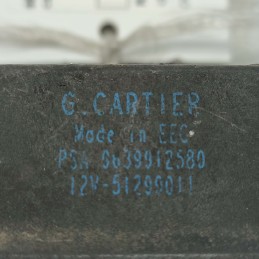 G.CARTIER
Made in EEC
PSA 9639912580
12V-51299011